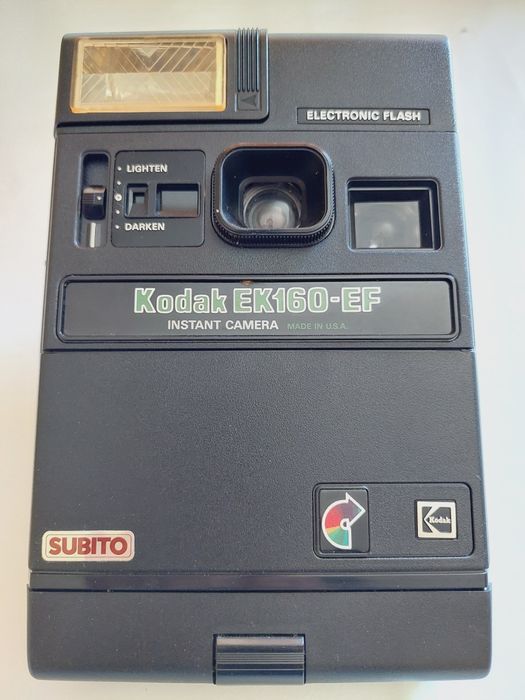 ELECTRONIC FLASH
LIGHTEN
DARKEN
Kodak EK160-EF
INSTANT CAMERA MADE IN U.S.A.
Kodak
SUBITO